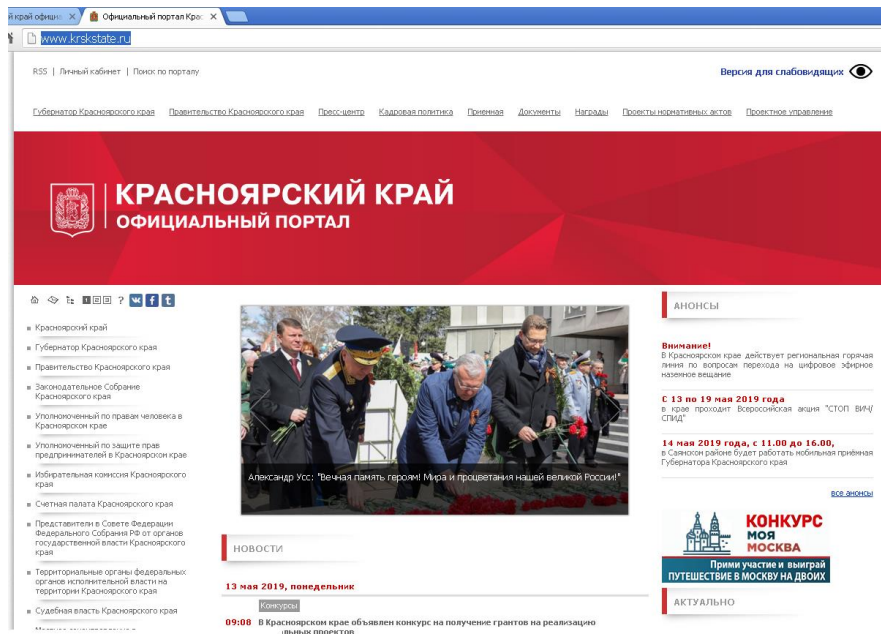 й край официа
Официальный портал Крас
www.krskstate.ru
RSS | Личный кабинет | Поиск по порталу
Версия для слабовидящих
Губернатор Красноярского края Правительство Красноярского края Пресс-центр Кадровая политика Приемная Документы Награды Проекты нормативных актов Проектное управление
КРАСНОЯРСКИЙ КРАЙ
ОФИЦИАЛЬНЫЙ ПОРТАЛ
Красноярский край
Губернатор Красноярского края
Правительство Красноярского края
Законодательное Собрание
Красноярского края
Уполномоченный по правам человека в
Красноярском крае
Уполномоченный по защите прав
предпринимателей в Красноярском крае
Избирательная комиссия Красноярского
края
Счетная палата Красноярского края
Представители в Совете Федерации
Федерального Собрания РФ от органов
государственной власти Красноярского
края
Территориальные органы федеральных
органов исполнительной власти на
территории Красноярского края
Судебная власть Красноярского края
Александр Усс: "Вечная память героям! Мира и процветания нашей великой России!"
НОВОСТИ
13 мая 2019, понедельник
Конкурсы
09:08 В Красноярском крае объявлен конкурс на получение грантов на реализацию
альных проектов
АНОНСЫ
Внимание!
В Красноярском крае действует региональная горячая
линия по вопросам перехода на цифровое эфирное
наземное вещание
С 13 по 19 мая 2019 года
в крае проходит Всероссийская акция "СТОП ВИЧ/
СПИД"
14 мая 2019 года, с 11.00 до 16.00,
в Саянском районе будет работать мобильная приёмная
Губернатора Красноярского края
все анонсы
КОНКУРС
МОЯ
МОСКВА
Прими участие и выиграй
ПУТЕШЕСТВИЕ В МОСКВУ НА ДВОИХ
АКТУАЛЬНО